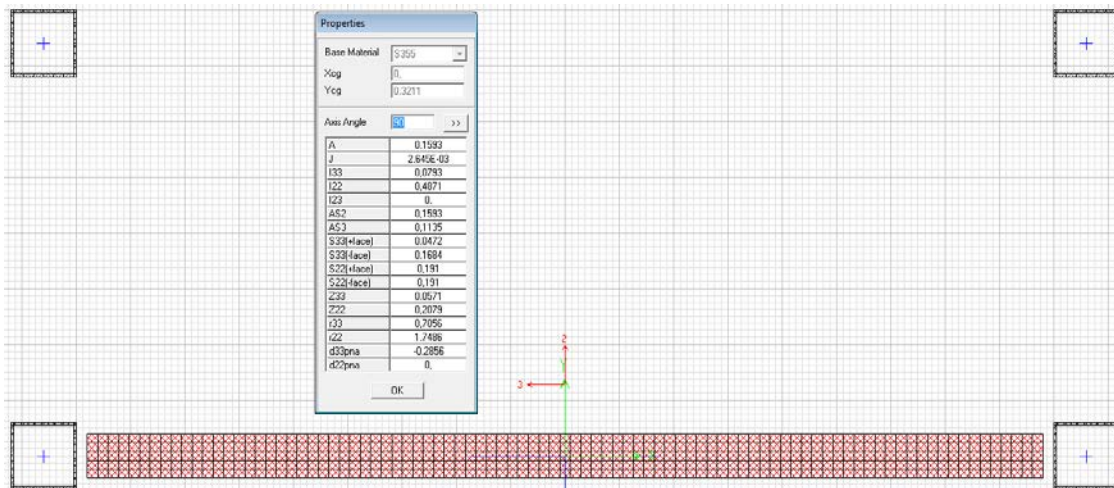 Properties
Base Material S355
Xcg 0,
Ycg 0,3211
Axis Angle 90 >>
A 0,1593
J 2,645E-03
I33 0,0793
I22 0,4871
I23 0,
AS2 0,1593
AS3 0,1135
S33(+face) 0,0472
S33(-face) 0,1684
S22(+face) 0,191
S22(-face) 0,191
Z33 0,0571
Z22 0,2079
r33 0,7056
r22 1,7486
d33pna -0,2856
d22pna 0,
OK
2
3